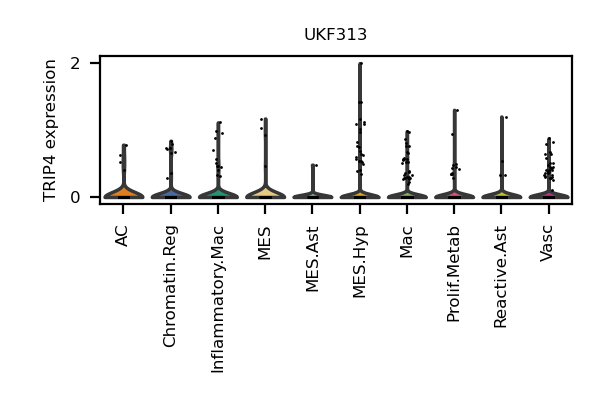 UKF313
TRIP4 expression
2
0
AC
Chromatin.Reg
Inflammatory.Mac
MES
MES.Ast
MES.Hyp
Mac
Prolif.Metab
Reactive.Ast
Vasc